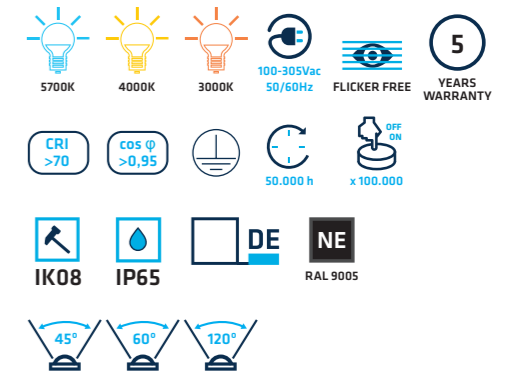 5700K
4000K
3000K
100-305Vac
50/60Hz
FLICKER FREE
5
YEARS
WARRANTY
CRI
>70
cos φ
>0,95
50.000 h
OFF
ON
x 100.000
IK08
IP65
DE
NE
RAL 9005
45°
60°
120°